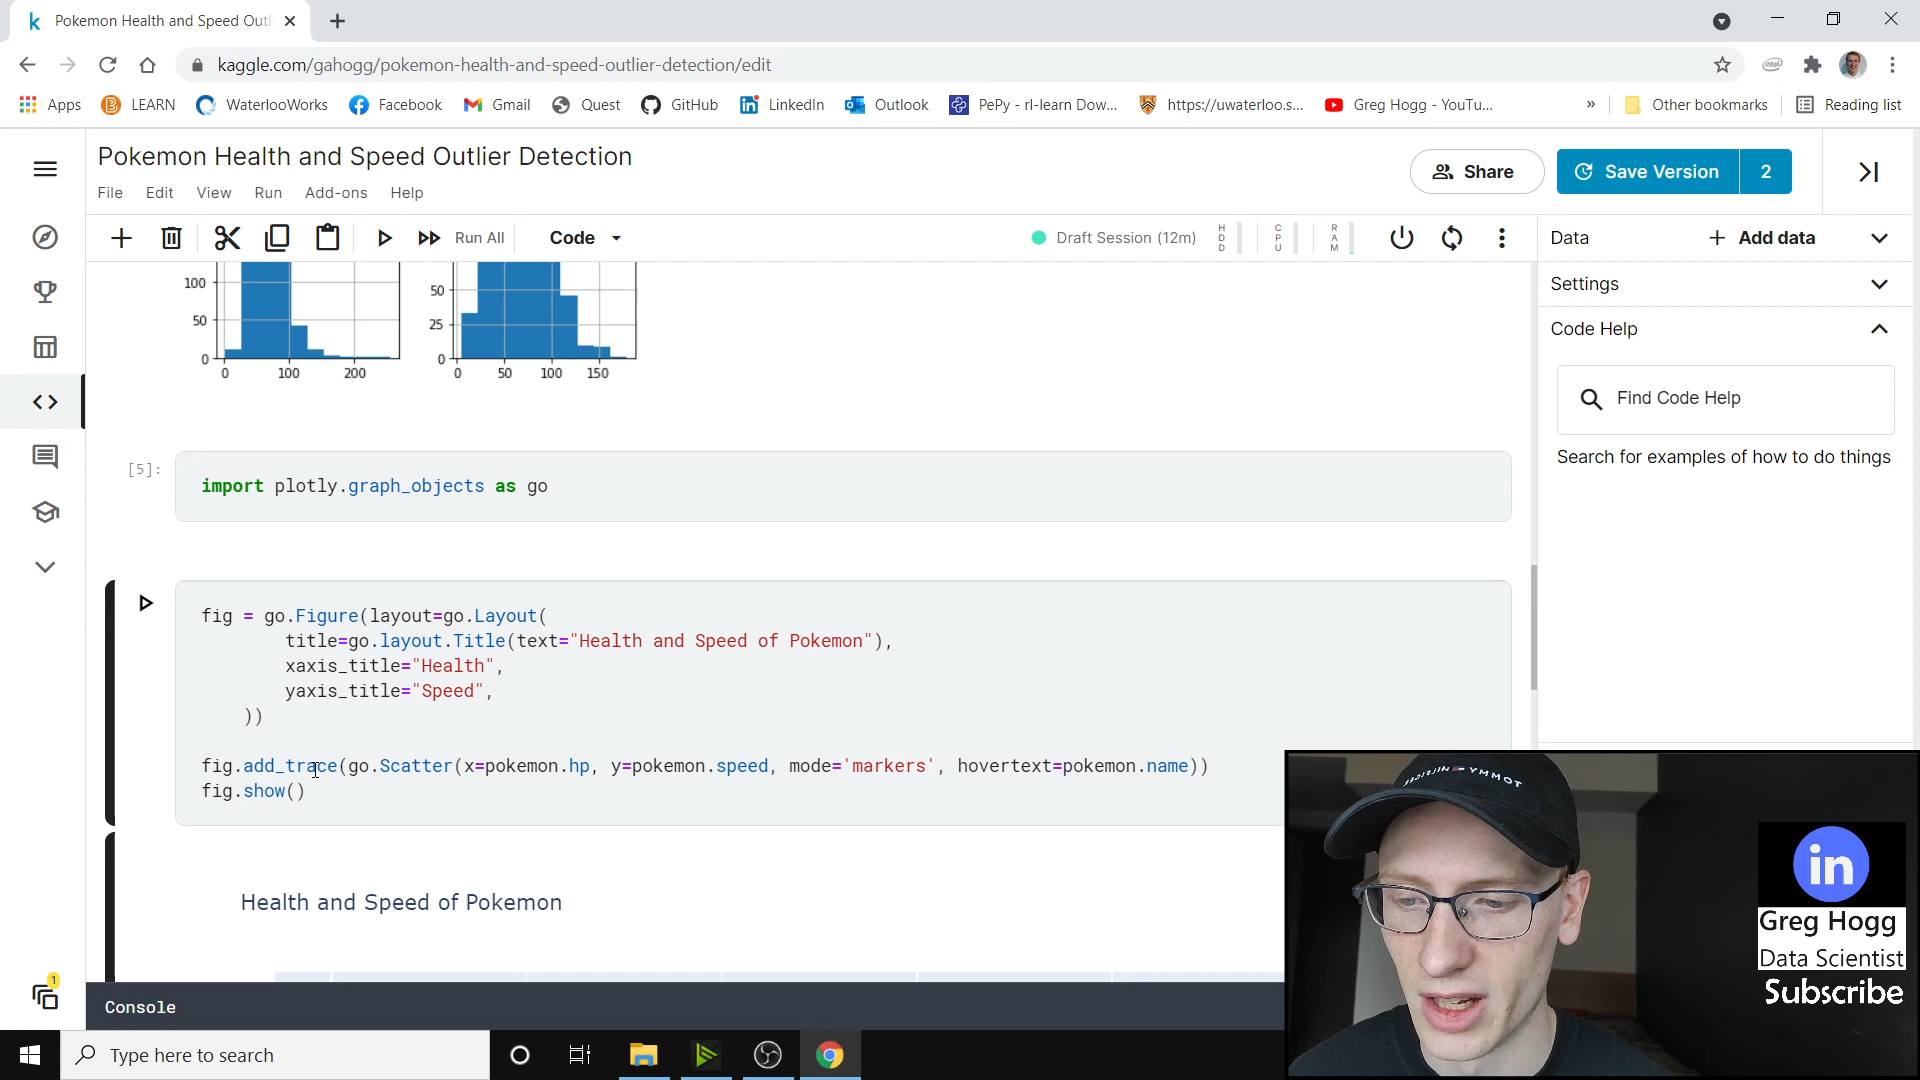 Pokemon Health and Speed Outl
kaggle.com/gahogg/pokemon-health-and-speed-outlier-detection/edit
Apps
LEARN
WaterlooWorks
Facebook
Gmail
Quest
GitHub
LinkedIn
Outlook
PePy - rl-learn Dow...
https://uwaterloo.s...
Greg Hogg - YouTu...
»
Other bookmarks
Reading list
Pokemon Health and Speed Outlier Detection
File Edit View Run Add-ons Help
Share
Save Version 2
Run All
Code
Draft Session (12m)
HDD
CPU
RAM
Data
+ Add data
Settings
Code Help
Find Code Help
Search for examples of how to do things
100
50
0
0 100 200
50
25
0
0 50 100 150
[5]:
import plotly.graph_objects as go
fig = go.Figure(layout=go.Layout(
title=go.layout.Title(text="Health and Speed of Pokemon"),
xaxis_title="Health",
yaxis_title="Speed",
))
fig.add_trace(go.Scatter(x=pokemon.hp, y=pokemon.speed, mode='markers', hovertext=pokemon.name))
fig.show()
Health and Speed of Pokemon
1
Console
Type here to search
in
Greg Hogg
Data Scientist
Subscribe